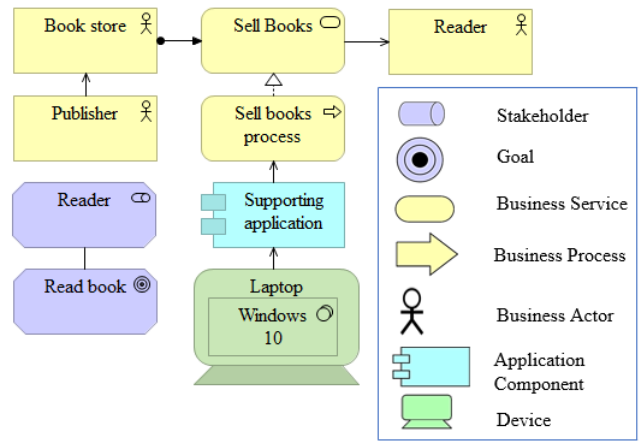 Book store
Sell Books
Reader
Publisher
Sell books
process
Reader
Supporting
application
Read book
Laptop
Windows
10
Stakeholder
Goal
Business Service
Business Process
Business Actor
Application
Component
Device